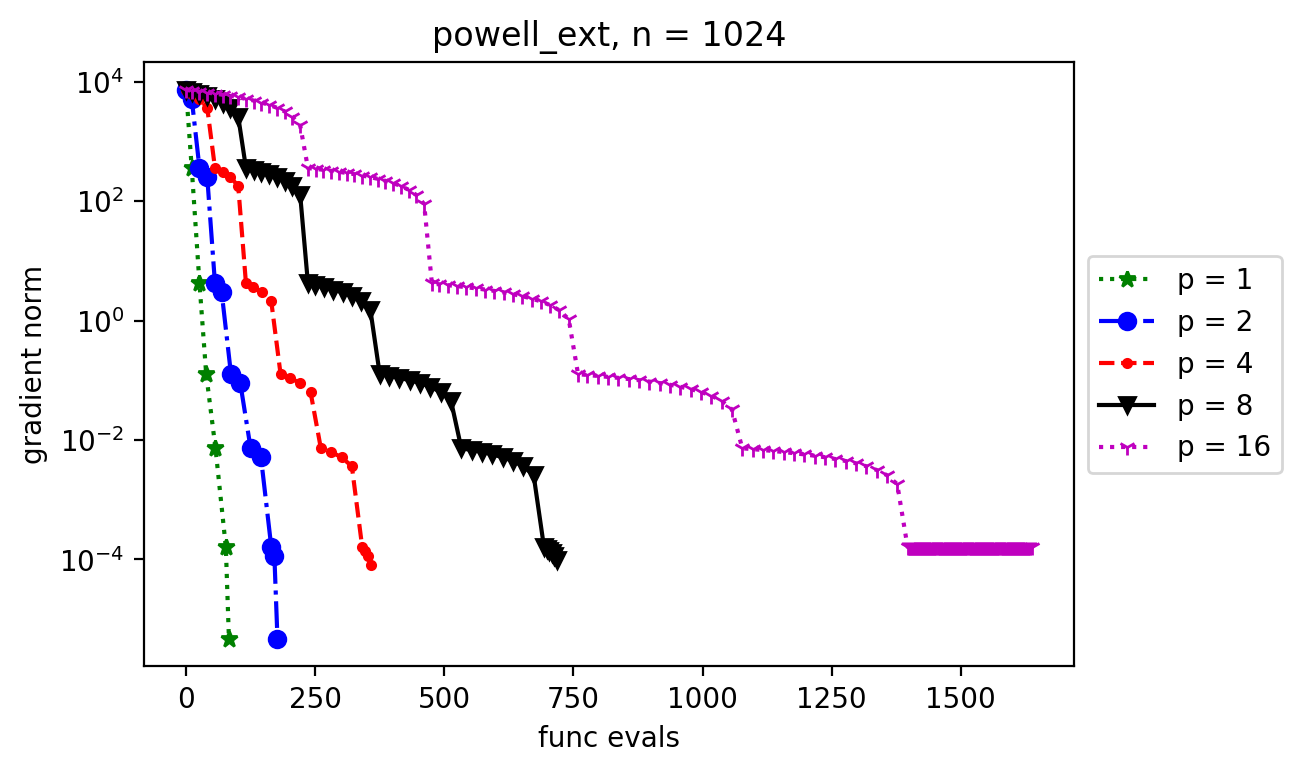 powell_ext, n = 1024
gradient norm
10^4
10^2
10^0
10^−2
10^−4
0 250 500 750 1000 1250 1500
func evals
p = 1
p = 2
p = 4
p = 8
p = 16